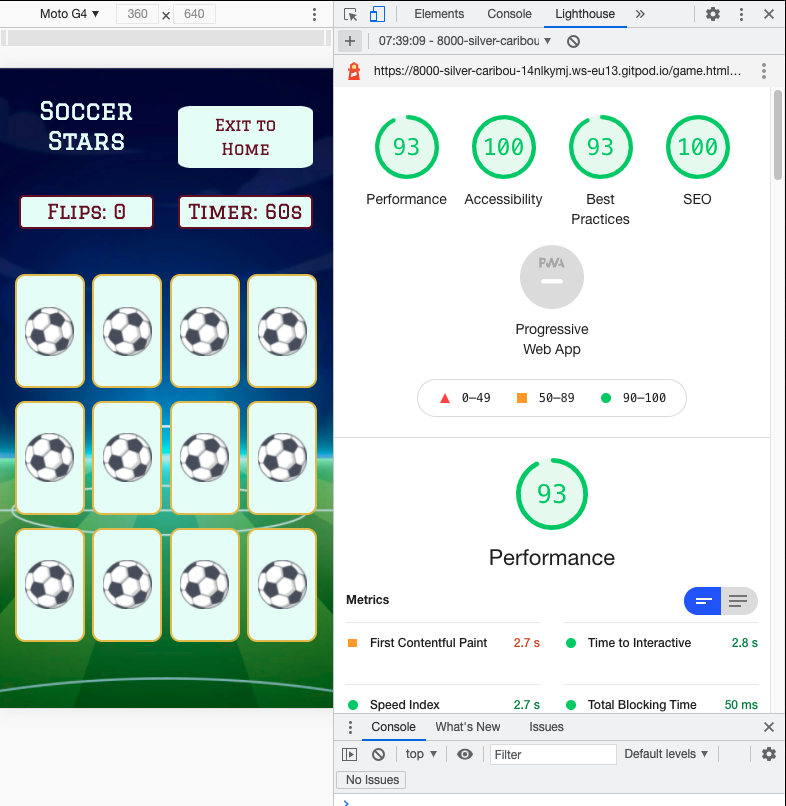 Moto G4 ▼ 360 × 640
Elements Console Lighthouse »
07:39:09 - 8000-silver-caribou ▼
https://8000-silver-caribou-14nlkymj.ws-eu13.gitpod.io/game.html…
Soccer
Stars
Exit to
Home
Flips: 0 Timer: 60s
93 100 93 100
Performance Accessibility Best
Practices SEO
PWA
Progressive
Web App
0–49 50–89 90–100
93
Performance
Metrics
First Contentful Paint 2.7 s
Time to Interactive 2.8 s
Speed Index 2.7 s
Total Blocking Time 50 ms
Console What's New Issues
top ▼ Filter Default levels ▼
No Issues